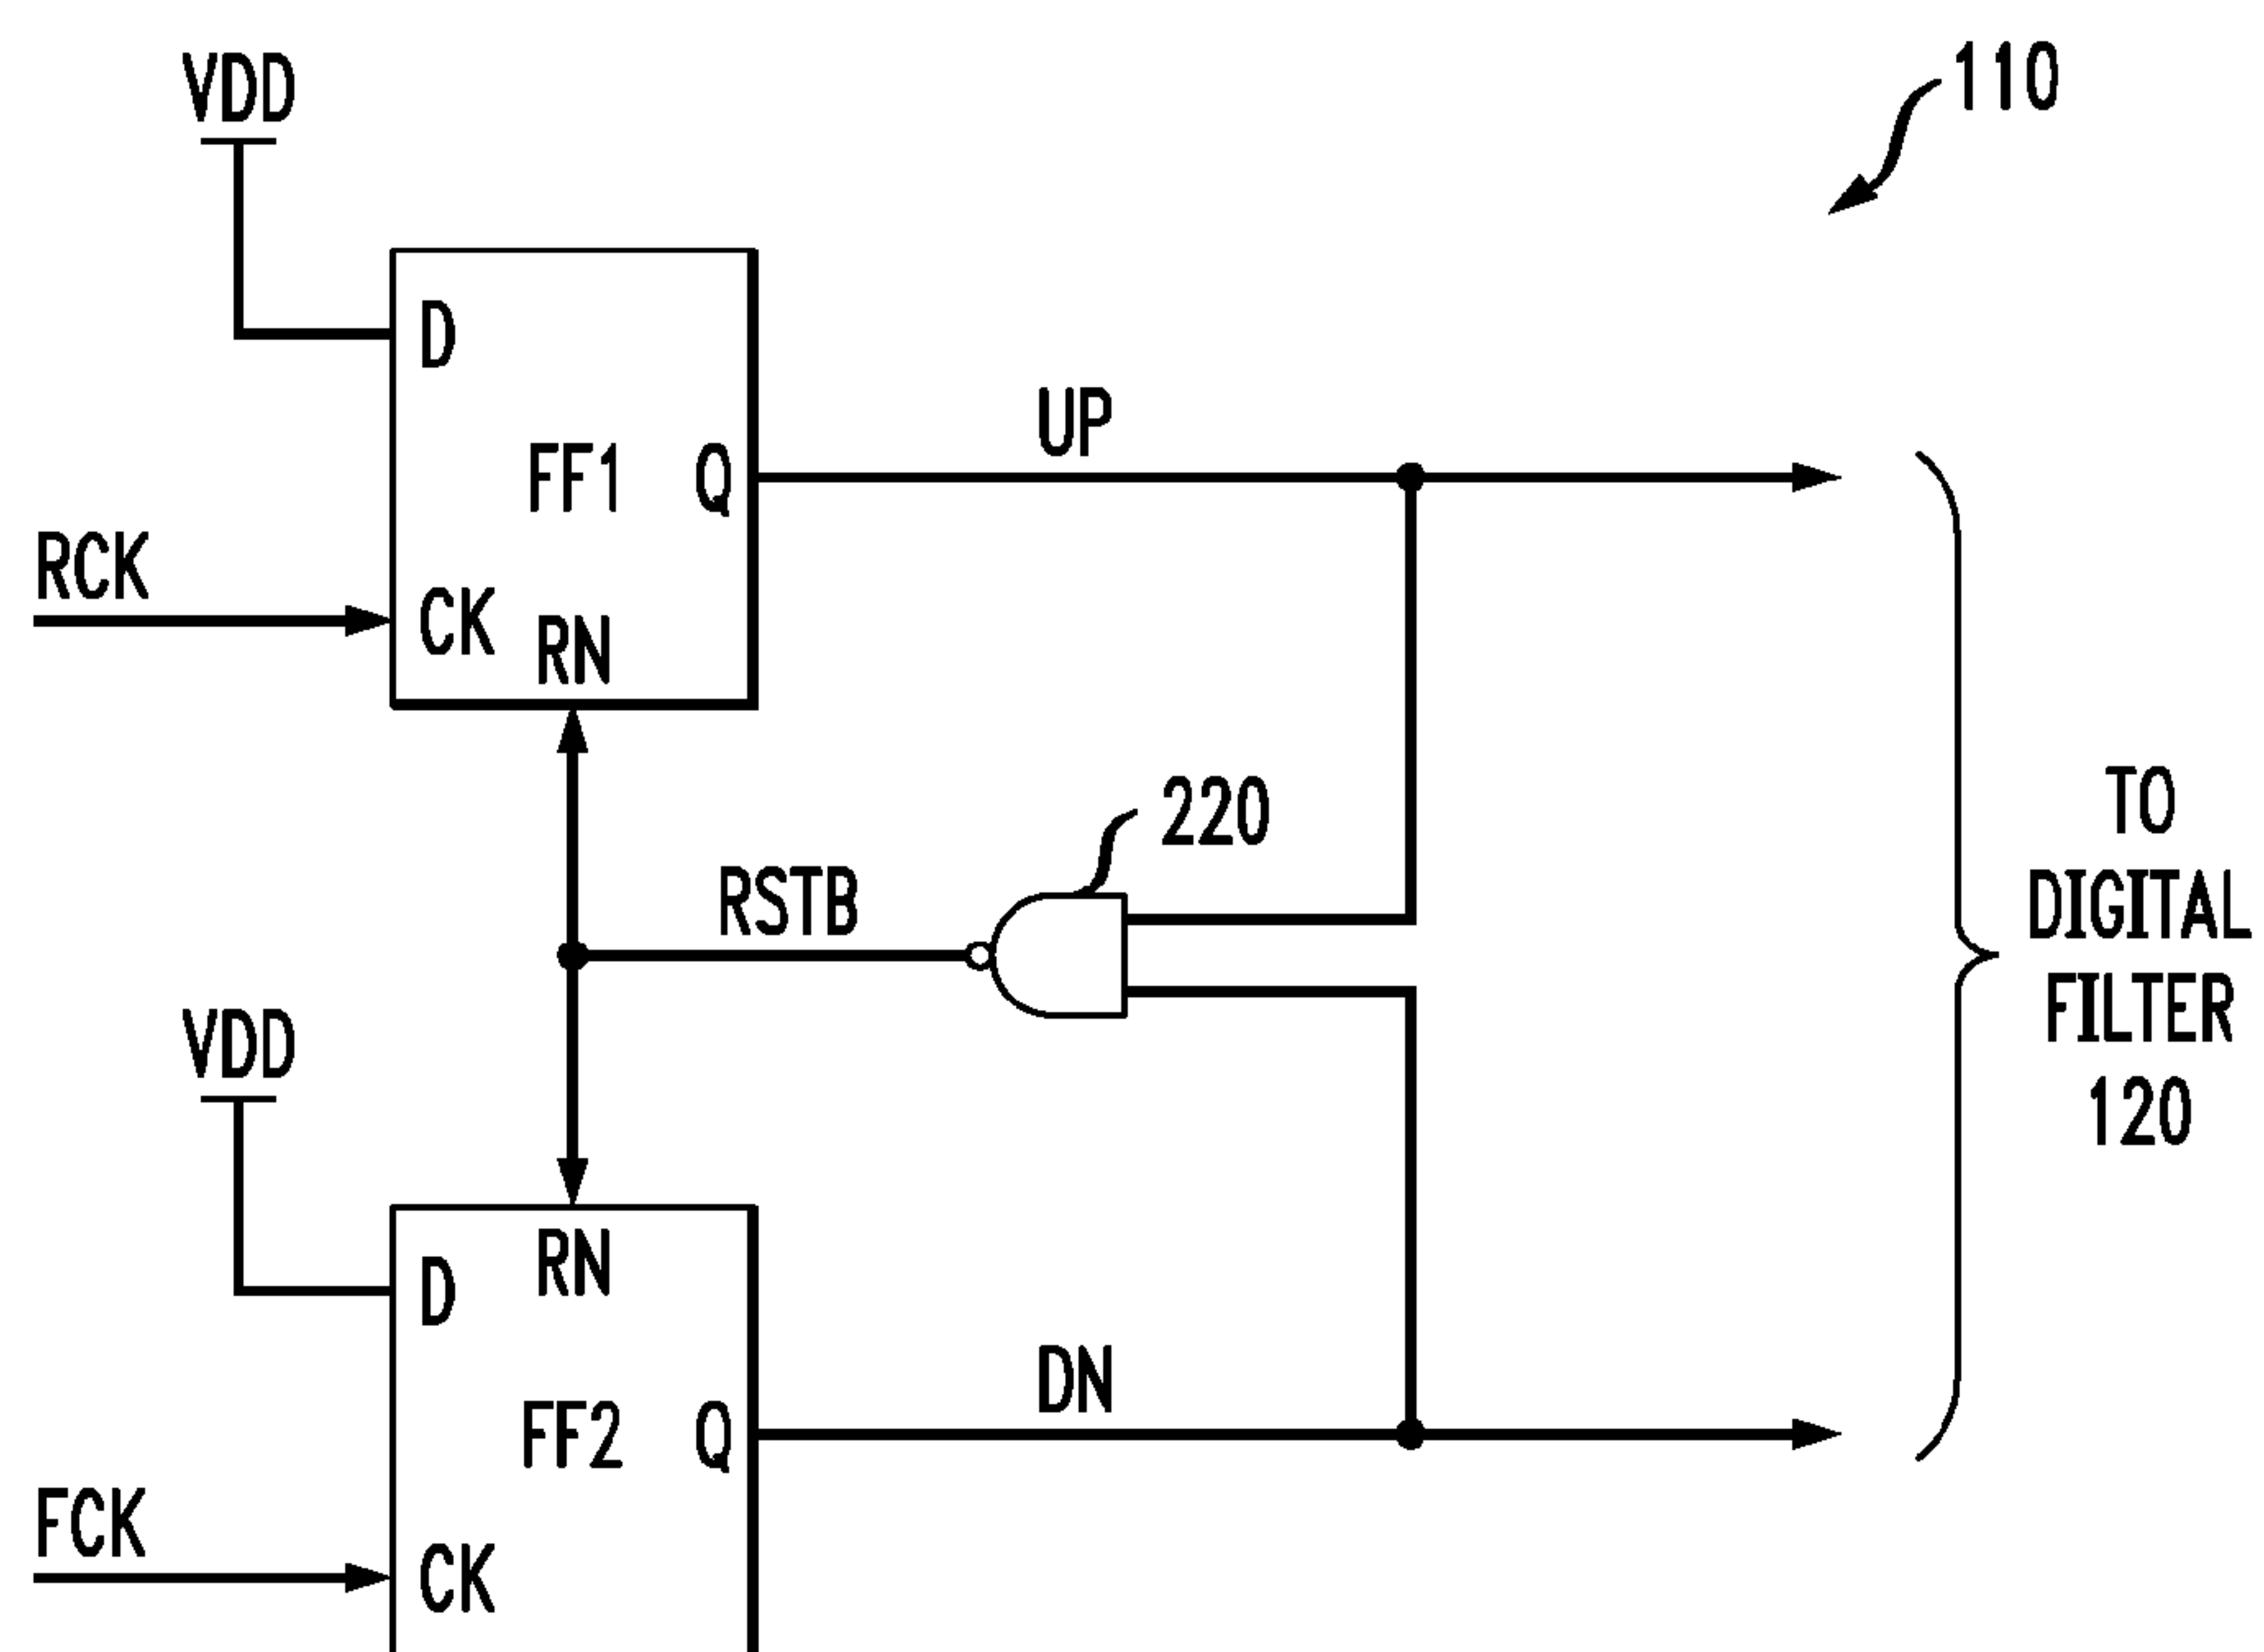 VDD
110
D
UP
FF1
Q
RCK
CK
RN
220
RSTB
TO
DIGITAL
FILTER
120
VDD
RN
D
DN
FF2
Q
FCK
CK